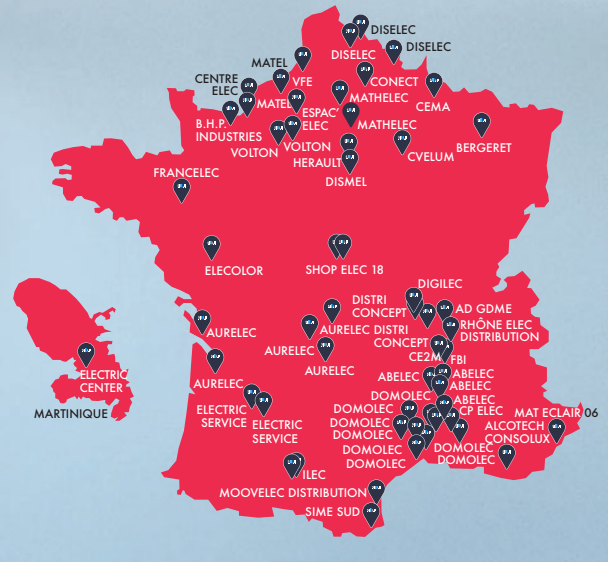 DISELEC
DISELEC
DISELEC
MATEL
VFE
CONECT
CENTRE
ELEC
MATEL
MATHELEC
CEMA
ESPAC'
ELEC
B.H.P.
INDUSTRIES
MATHELEC
VOLTON
VOLTON
BERGERET
HERAULT
CVELUM
FRANCELEC
DISMEL
ELECOLOR
SHOP ELEC 18
DIGILEC
DISTRI
CONCEPT
AD GDME
RHÔNE ELEC
DISTRIBUTION
AURELEC
AURELEC
DISTRI
CONCEPT
AURELEC
CE2M
FBI
AURELEC
ELECTRIC
CENTER
AURELEC
ABELEC
ABELEC
ABELEC
MARTINIQUE
ELECTRIC
SERVICE
DOMOLEC
ABELEC
DOMOLEC
CP ELEC
MAT ECLAIR 06
ELECTRIC
SERVICE
DOMOLEC
DOMOLEC
ALCOTECH
CONSOLUX
DOMOLEC
DOMOLEC
DOMOLEC
DOMOLEC
ILEC
MOOVELEC DISTRIBUTION
SIME SUD